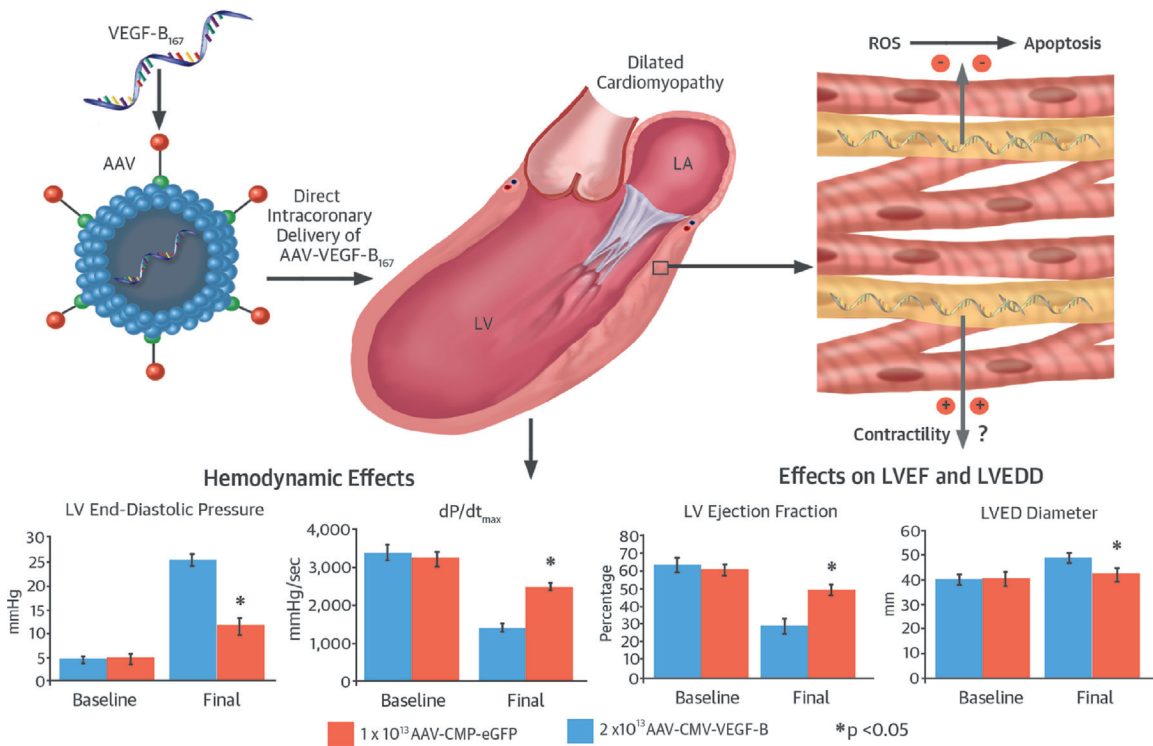 VEGF-B₁₆₇
AAV
Direct
Intracoronary
Delivery of
AAV-VEGF-B₁₆₇
Dilated
Cardiomyopathy
LA
LV
ROS
Apoptosis
- -
+ +
Contractility ?
Hemodynamic Effects
Effects on LVEF and LVEDD
LV End-Diastolic Pressure
mmHg
30
25
20
15
10
5
0
Baseline
Final
*
dP/dtₘₐₓ
mmHg/sec
4,000
3,000
2,000
1,000
0
Baseline
Final
*
LV Ejection Fraction
Percentage
80
70
60
50
40
30
20
10
0
Baseline
Final
*
LVED Diameter
mm
60
50
40
30
20
10
0
Baseline
Final
*
1 x 10¹³ AAV-CMP-eGFP
2 x10¹³ AAV-CMV-VEGF-B
*p <0.05